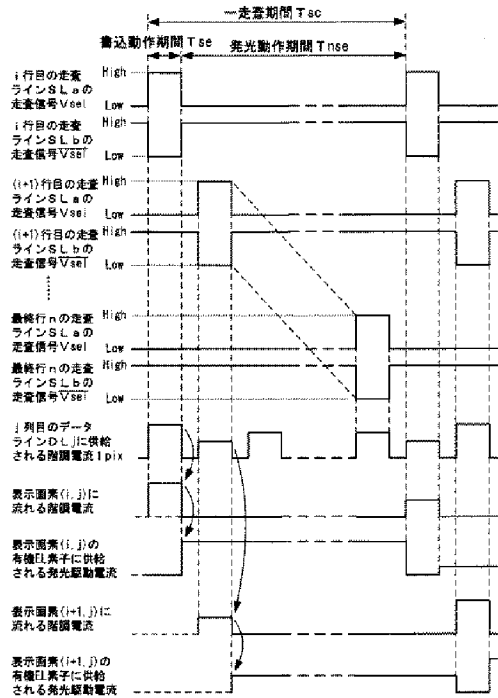 一走査期間Tsc
書込動作期間Tse
発光動作期間Tnse
i行目の走査
ラインSLaの
走査信号Vsel
High
Low
i行目の走査
ラインSLbの
走査信号Vsel
High
Low
(i+1)行目の走査
ラインSLaの
走査信号Vsel
High
Low
(i+1)行目の走査
ラインSLbの
走査信号Vsel
High
Low
最終行nの走査
ラインSLaの
走査信号Vsel
High
Low
最終行nの走査
ラインSLbの
走査信号Vsel
High
Low
j列目のデータ
ラインDLjに供給
される階調電流Ipix
表示画素(i,j)に
流れる階調電流
表示画素(i,j)の
有機EL素子に供給
される発光駆動電流
表示画素(i+1,j)に
流れる階調電流
表示画素(i+1,j)の
有機EL素子に供給
される発光駆動電流